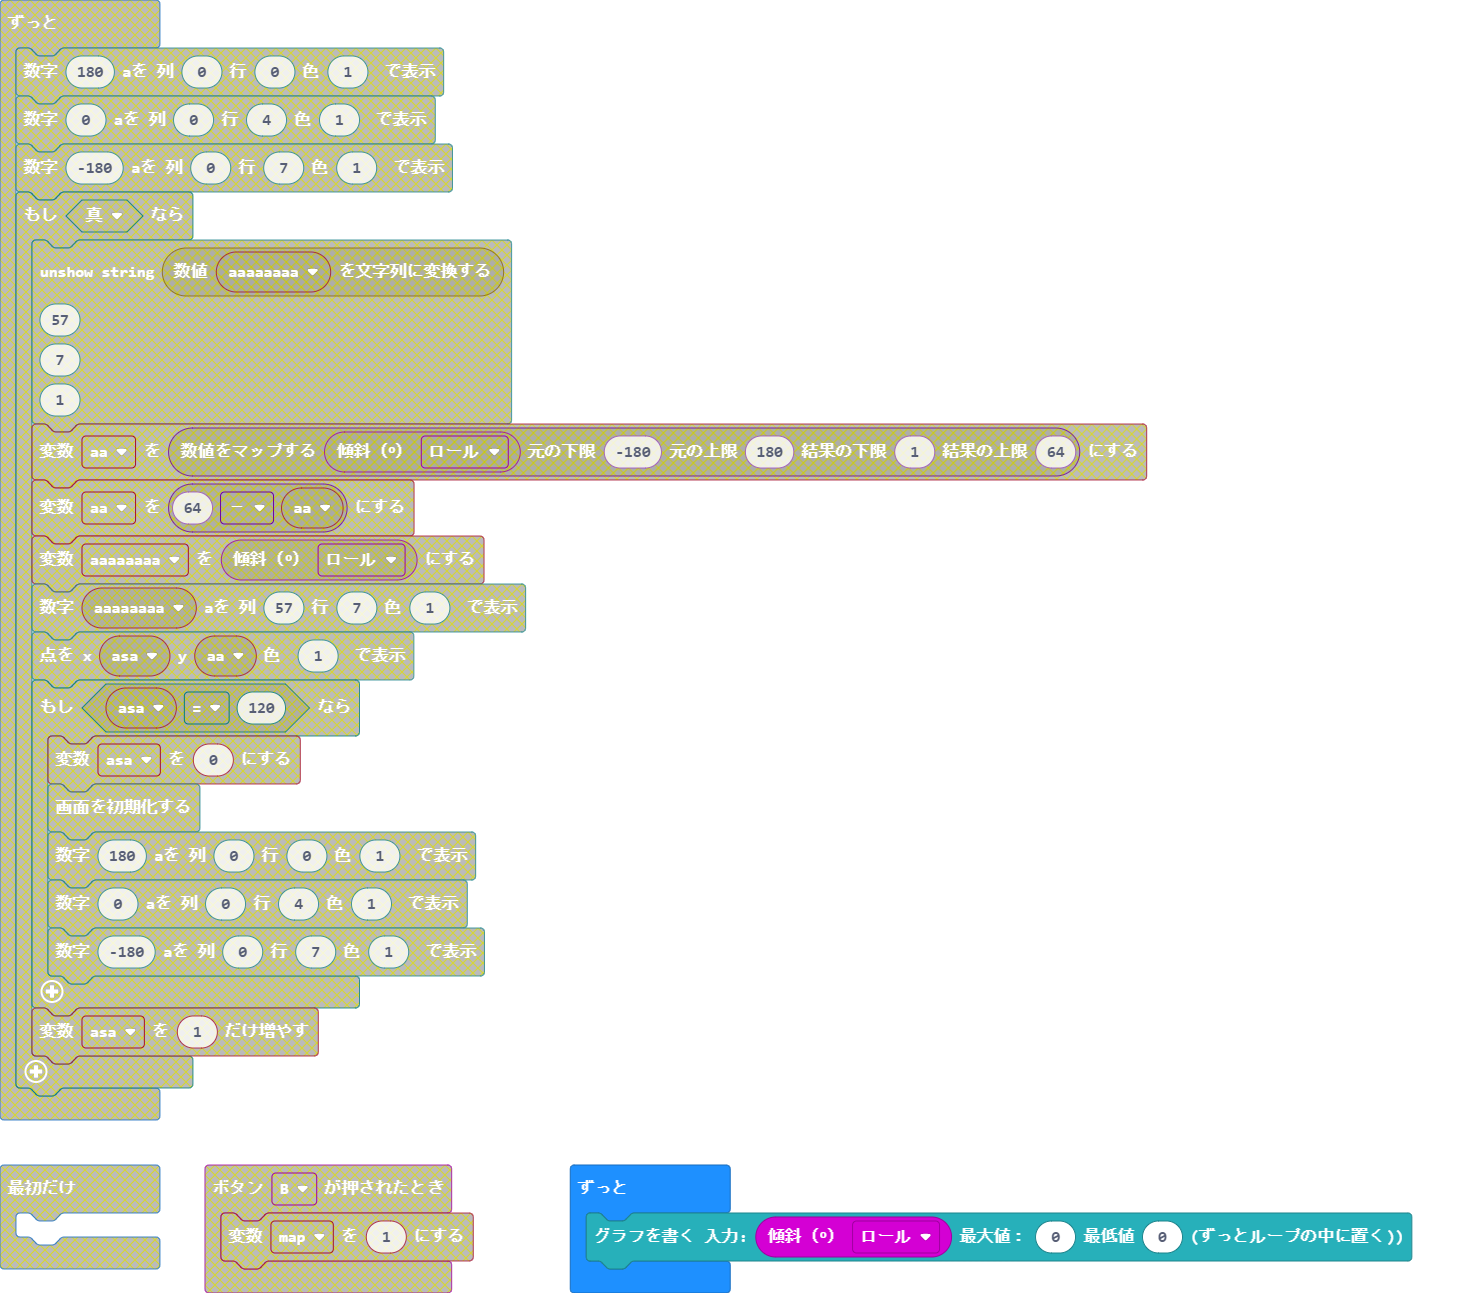 ずっと
数字 180 aを 列 0 行 0 色 1 で表示
数字 0 aを 列 0 行 4 色 1 で表示
数字 -180 aを 列 0 行 7 色 1 で表示
もし 真 なら
unshow string 数値 aaaaaaaa を文字列に変換する
57
7
1
変数 aa を 数値をマップする 傾斜（°） ロール 元の下限 -180 元の上限 180 結果の下限 1 結果の上限 64 にする
変数 aa を 64 - aa にする
変数 aaaaaaaa を 傾斜（°） ロール にする
数字 aaaaaaaa aを 列 57 行 7 色 1 で表示
点を x asa y aa 色 1 で表示
もし asa = 120 なら
変数 asa を 0 にする
画面を初期化する
数字 180 aを 列 0 行 0 色 1 で表示
数字 0 aを 列 0 行 4 色 1 で表示
数字 -180 aを 列 0 行 7 色 1 で表示
変数 asa を 1 だけ増やす
最初だけ
ボタン B が押されたとき
変数 map を 1 にする
ずっと
グラフを書く 入力: 傾斜（°） ロール 最大値： 0 最低値 0 (ずっとループの中に置く))